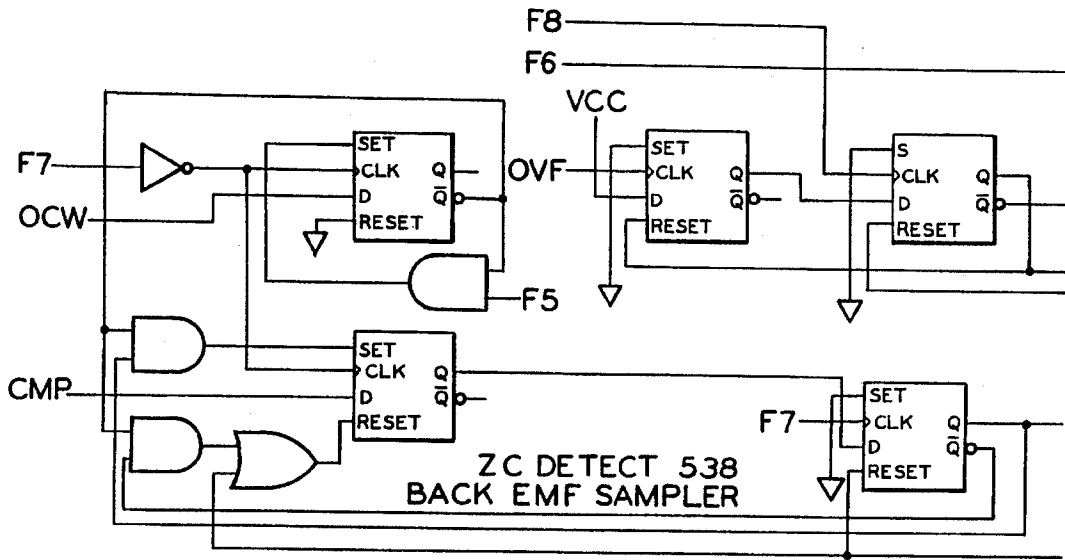 F8
F6
VCC
F7
SET
CLK
D
RESET
Q
Q̅
OCW
OVF
SET
CLK
D
RESET
Q
Q̅
S
CLK
D
RESET
Q
Q̅
F5
CMP
SET
CLK
D
RESET
Q
Q̅
F7
SET
CLK
D
RESET
Q
Q̅
ZC DETECT 538
BACK EMF SAMPLER